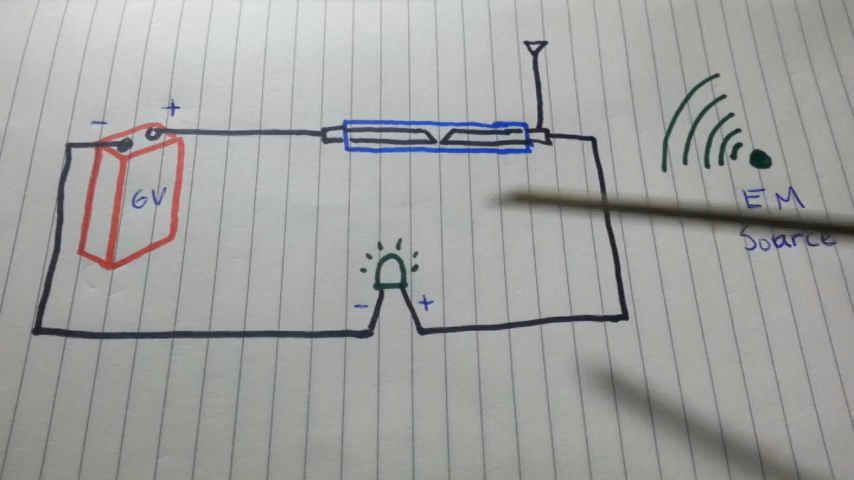 - +
6V
EM
Source
- +